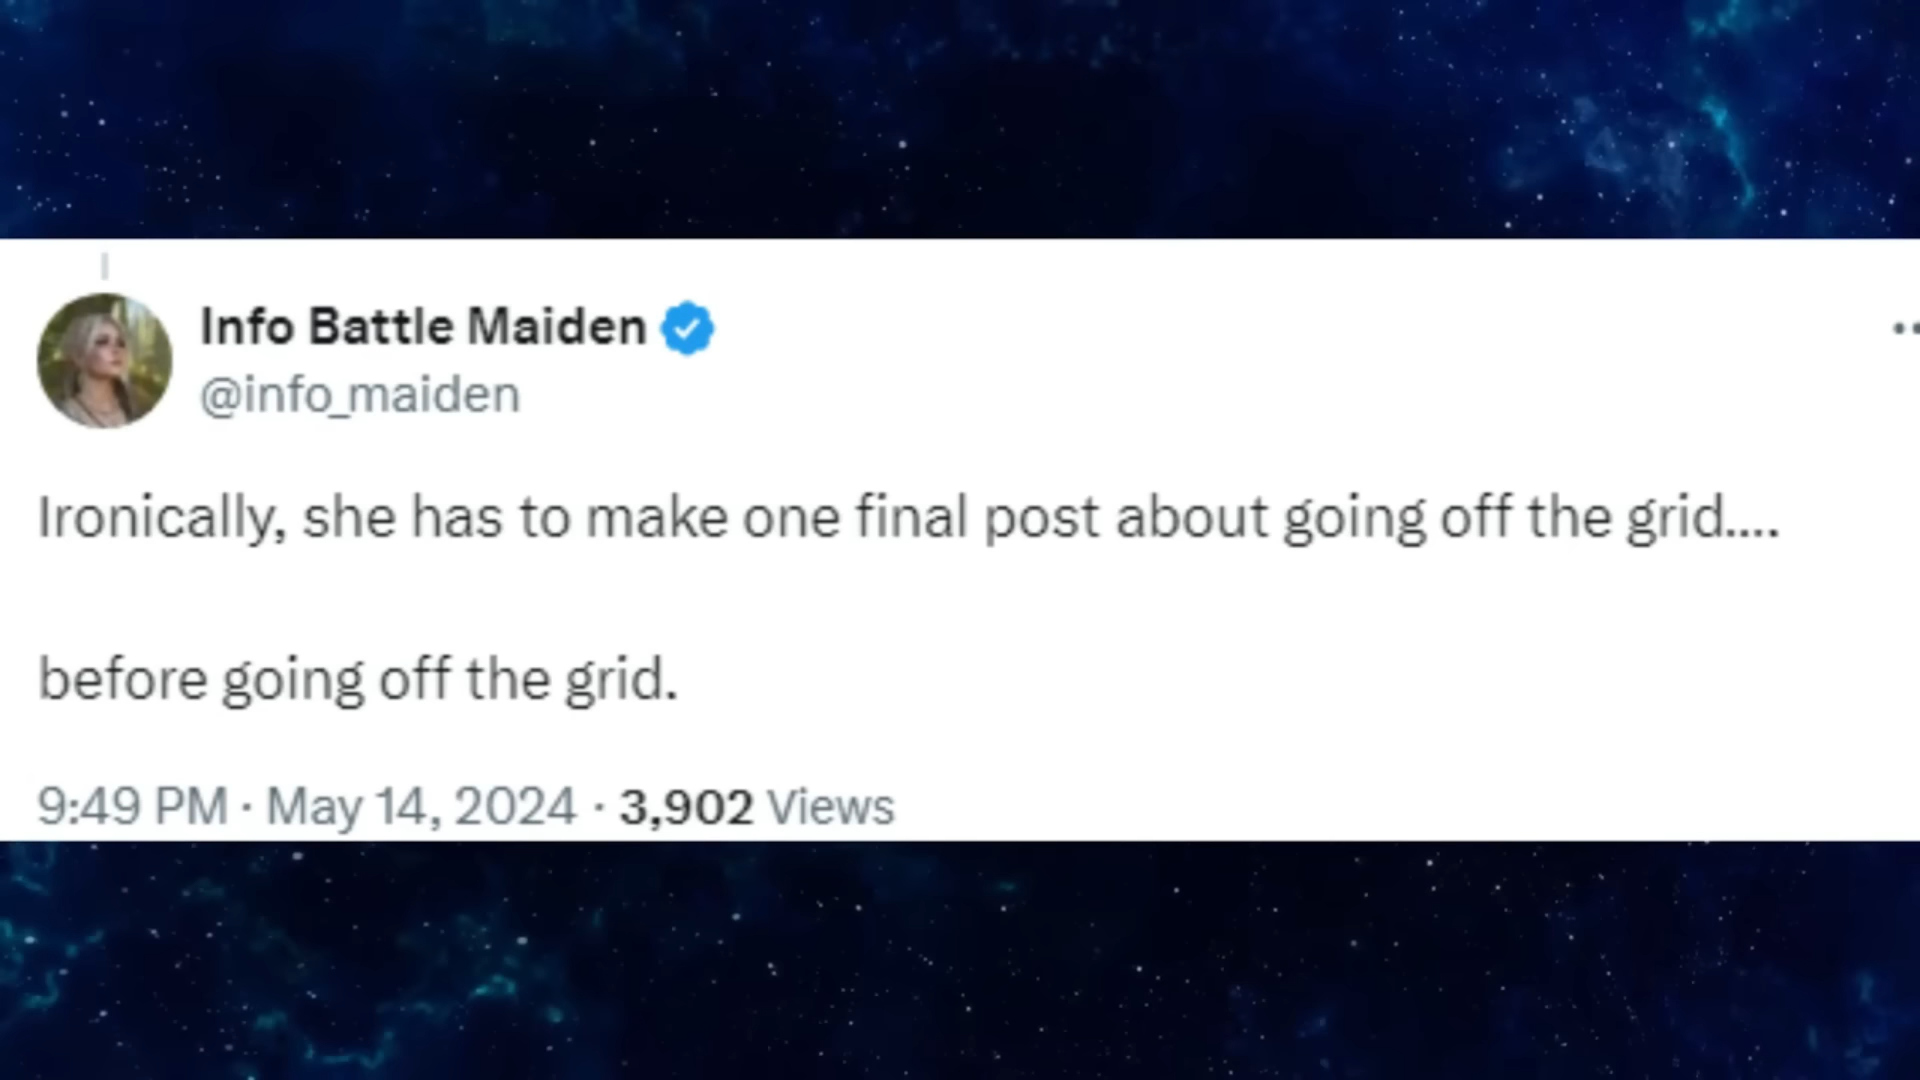 Info Battle Maiden
@info_maiden
Ironically, she has to make one final post about going off the grid....
before going off the grid.
9:49 PM · May 14, 2024 · 3,902 Views